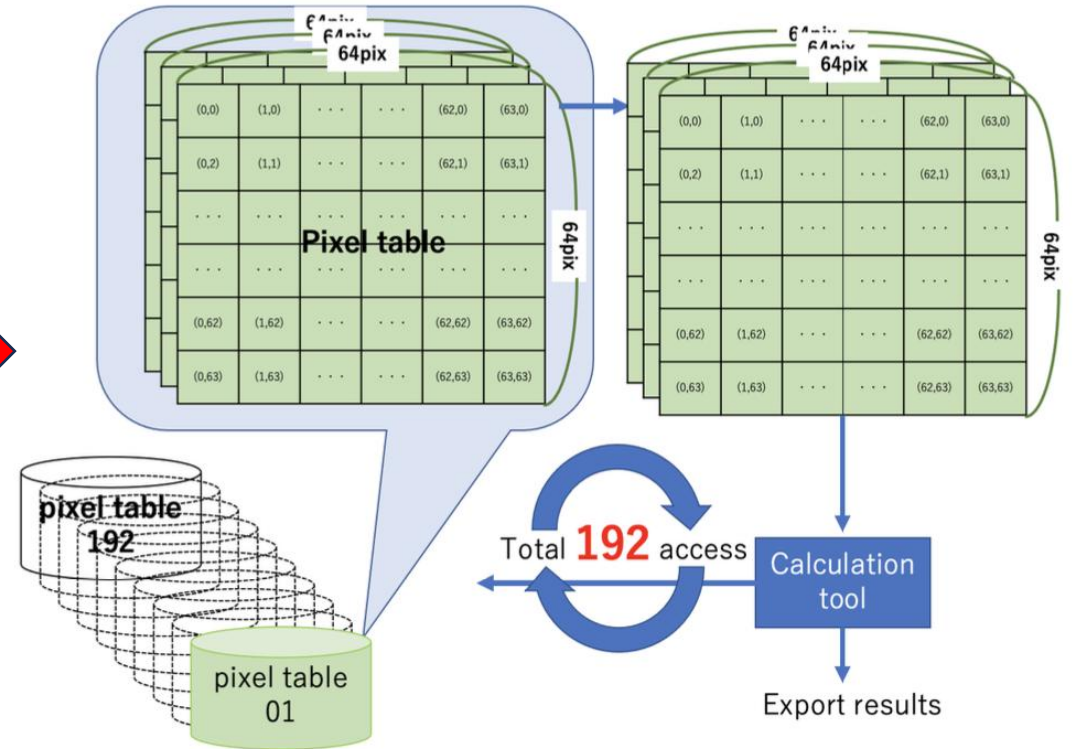 64pix
64pix
64pix
(0,0) (1,0) ... ... (62,0) (63,0)
(0,2) (1,1) ... ... (62,1) (63,1)
... ... ... ... ... ...
Pixel table
... ... ... ... ... ...
(0,62) (1,62) ... ... (62,62) (63,62)
(0,63) (1,63) ... ... (62,63) (63,63)
64pix
64pix
64pix
64pix
(0,0) (1,0) ... ... (62,0) (63,0)
(0,2) (1,1) ... ... (62,1) (63,1)
... ... ... ... ... ...
... ... ... ... ... ...
(0,62) (1,62) ... ... (62,62) (63,62)
(0,63) (1,63) ... ... (62,63) (63,63)
64pix
pixel table
192
pixel table
01
Total 192 access
Calculation
tool
Export results